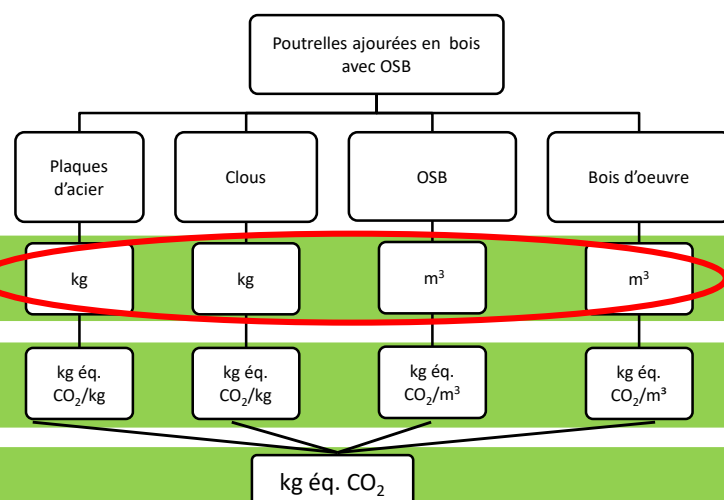 Poutrelles ajourées en bois
avec OSB
Plaques
d’acier
Clous
OSB
Bois d’oeuvre
kg
kg
m³
m³
kg éq.
CO₂/kg
kg éq.
CO₂/kg
kg éq.
CO₂/m³
kg éq.
CO₂/m³
kg éq. CO₂